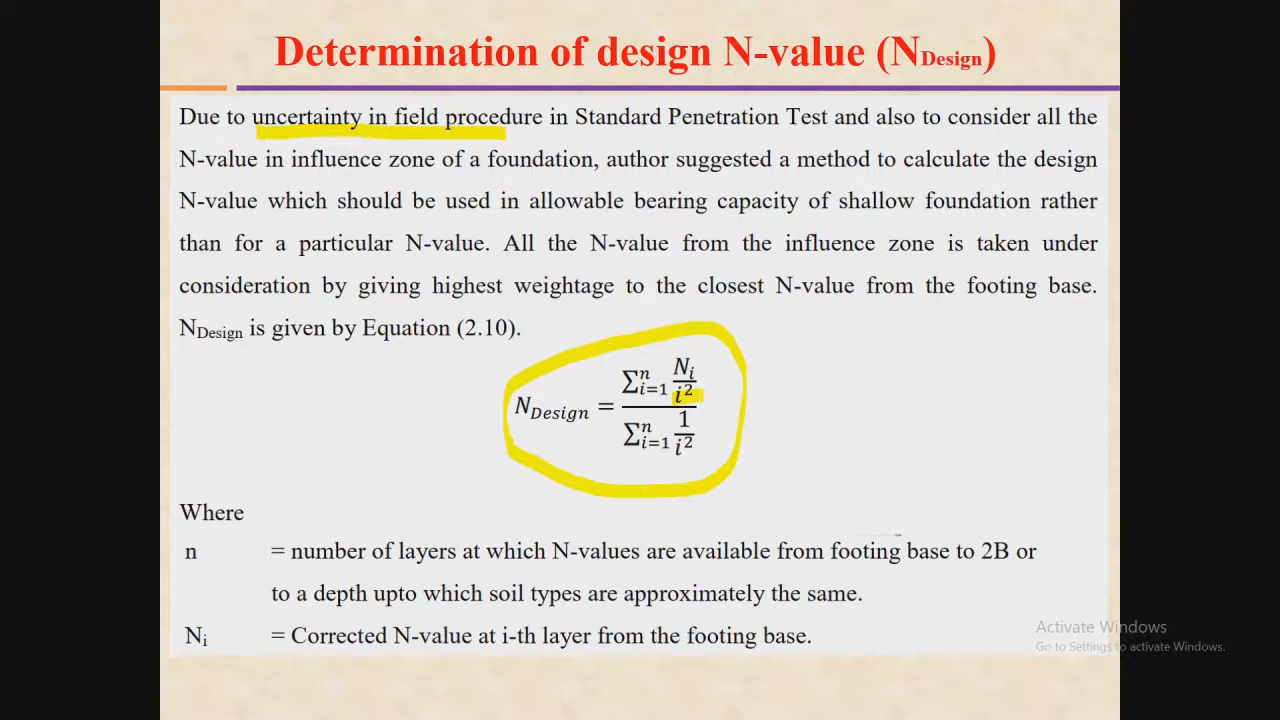 Determination of design N-value (NDesign)
Due to uncertainty in field procedure in Standard Penetration Test and also to consider all the
N-value in influence zone of a foundation, author suggested a method to calculate the design
N-value which should be used in allowable bearing capacity of shallow foundation rather
than for a particular N-value. All the N-value from the influence zone is taken under
consideration by giving highest weightage to the closest N-value from the footing base.
NDesign is given by Equation (2.10).
N_Design = (∑_{i=1}^{n} N_i/i^2) / (∑_{i=1}^{n} 1/i^2)
Where
n = number of layers at which N-values are available from footing base to 2B or
to a depth upto which soil types are approximately the same.
Ni = Corrected N-value at i-th layer from the footing base.
Activate Windows
Go to Settings to activate Windows.